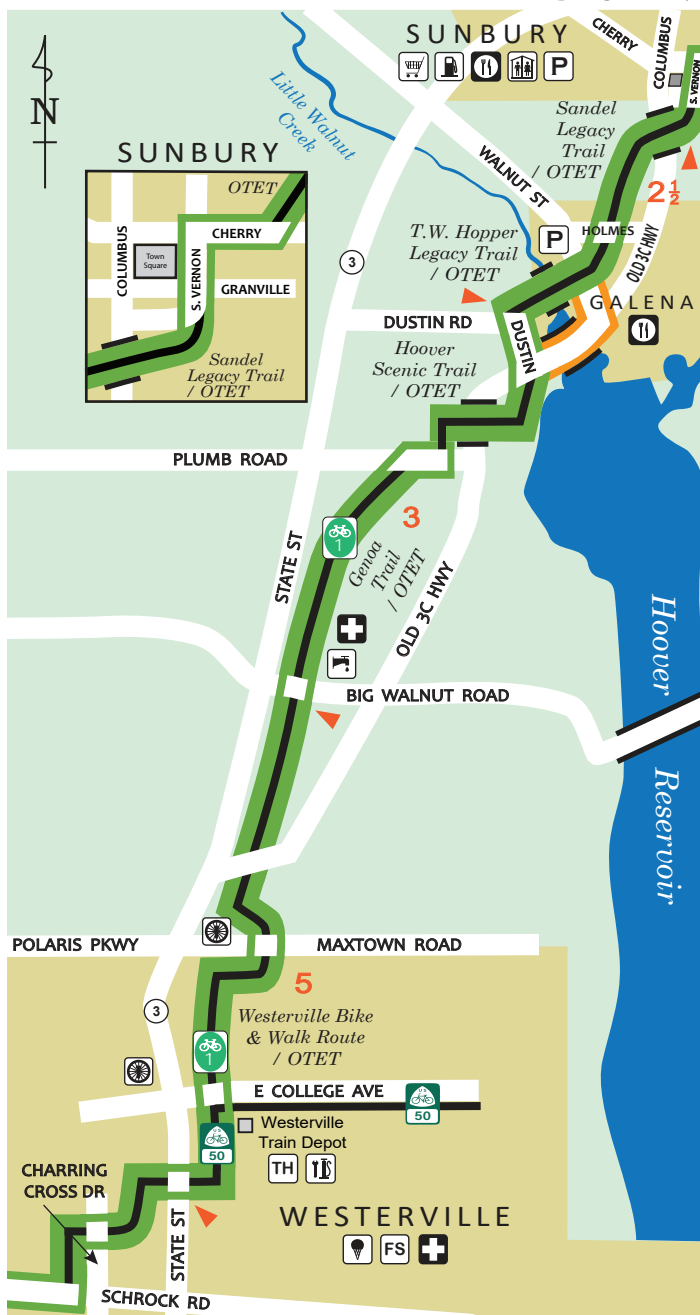 SUNBURY
CHERRY
COLUMBUS
S. VERNON
P
N
Little Walnut
Creek
Sandel
Legacy
Trail
/ OTET
2½
WALNUT ST
SUNBURY
OTET
CHERRY
COLUMBUS
Town
Square
S. VERNON
GRANVILLE
Sandel
Legacy Trail
/ OTET
T.W. Hopper
Legacy Trail
/ OTET
P
HOLMES
OLD 3C HWY
3
GALENA
DUSTIN RD
DUSTIN
Hoover
Scenic Trail
/ OTET
PLUMB ROAD
3
1
STATE ST
Genoa
Trail
/ OTET
OLD 3C HWY
Hoover
Reservoir
BIG WALNUT ROAD
POLARIS PKWY
MAXTOWN ROAD
5
3
Westerville Bike
& Walk Route
/ OTET
1
E COLLEGE AVE
US
50
US
50
Westerville
Train Depot
TH
CHARRING
CROSS DR
STATE ST
WESTERVILLE
FS
SCHROCK RD